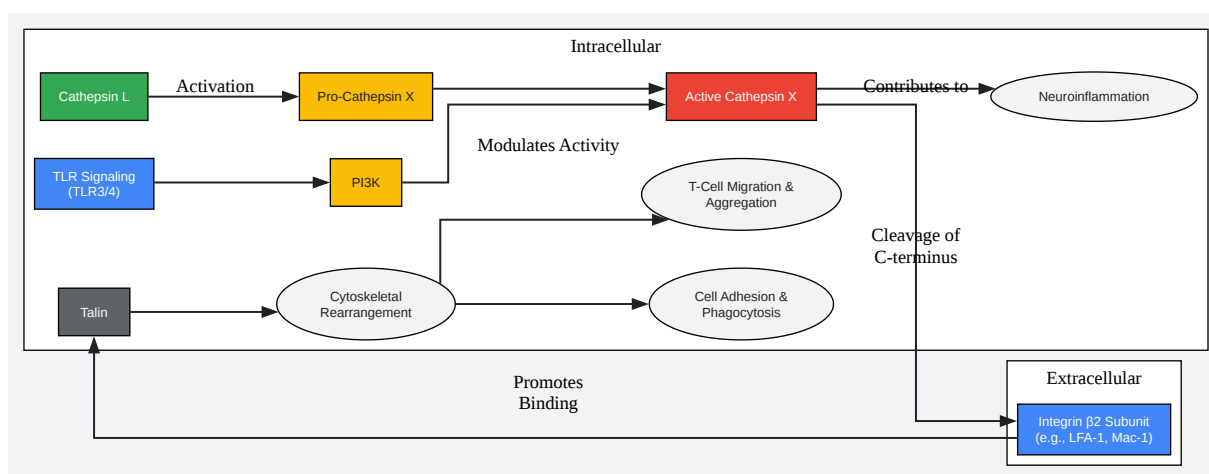 Intracellular
Cathepsin L
Activation
Pro-Cathepsin X
Active Cathepsin X
Contributes to
Neuroinflammation
Modulates Activity
TLR Signaling
(TLR3/4)
PI3K
T-Cell Migration &
Aggregation
Cleavage of
C-terminus
Talin
Cytoskeletal
Rearrangement
Cell Adhesion &
Phagocytosis
Promotes
Binding
Extracellular
Integrin β2 Subunit
(e.g., LFA-1, Mac-1)